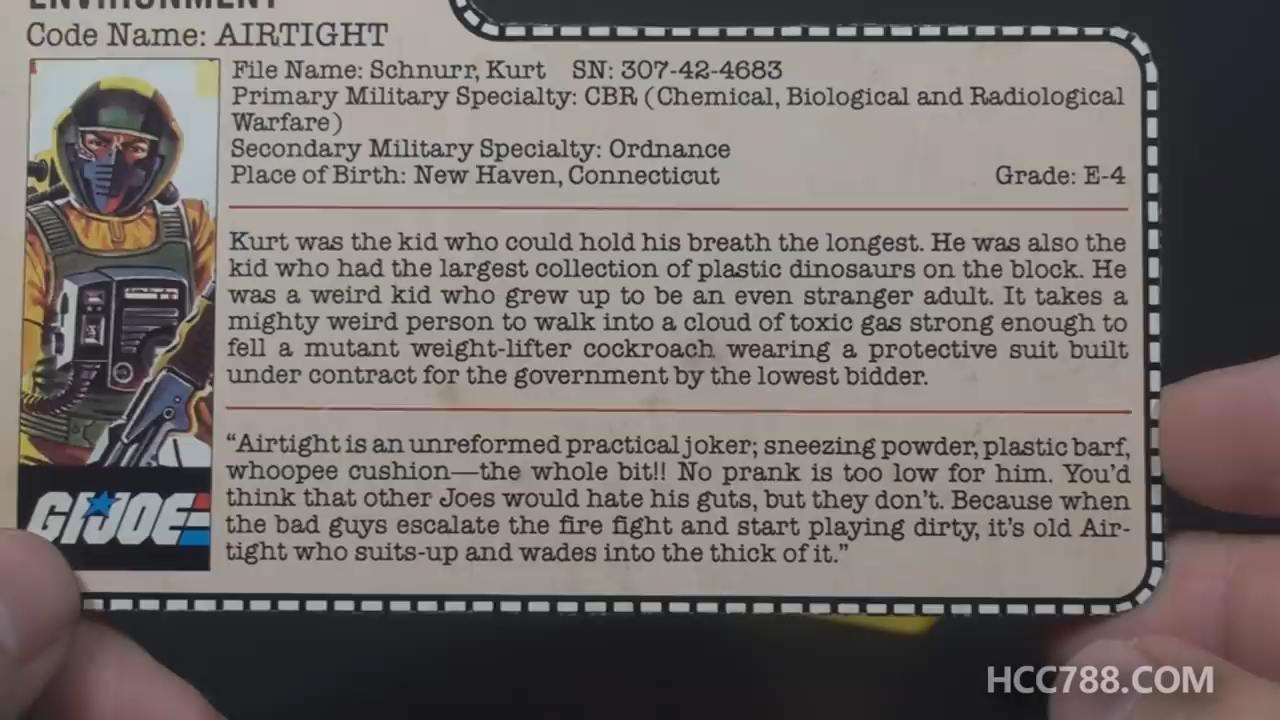 ENVIRONMENT
Code Name: AIRTIGHT
File Name: Schnurr, Kurt SN: 307-42-4683
Primary Military Specialty: CBR (Chemical, Biological and Radiological
Warfare)
Secondary Military Specialty: Ordnance
Place of Birth: New Haven, Connecticut Grade: E-4
Kurt was the kid who could hold his breath the longest. He was also the
kid who had the largest collection of plastic dinosaurs on the block. He
was a weird kid who grew up to be an even stranger adult. It takes a
mighty weird person to walk into a cloud of toxic gas strong enough to
fell a mutant weight-lifter cockroach wearing a protective suit built
under contract for the government by the lowest bidder.
“Airtight is an unreformed practical joker; sneezing powder, plastic barf,
whoopee cushion—the whole bit!! No prank is too low for him. You’d
think that other Joes would hate his guts, but they don’t. Because when
the bad guys escalate the fire fight and start playing dirty, it’s old Air-
tight who suits-up and wades into the thick of it.”
GI JOE
HCC788.COM